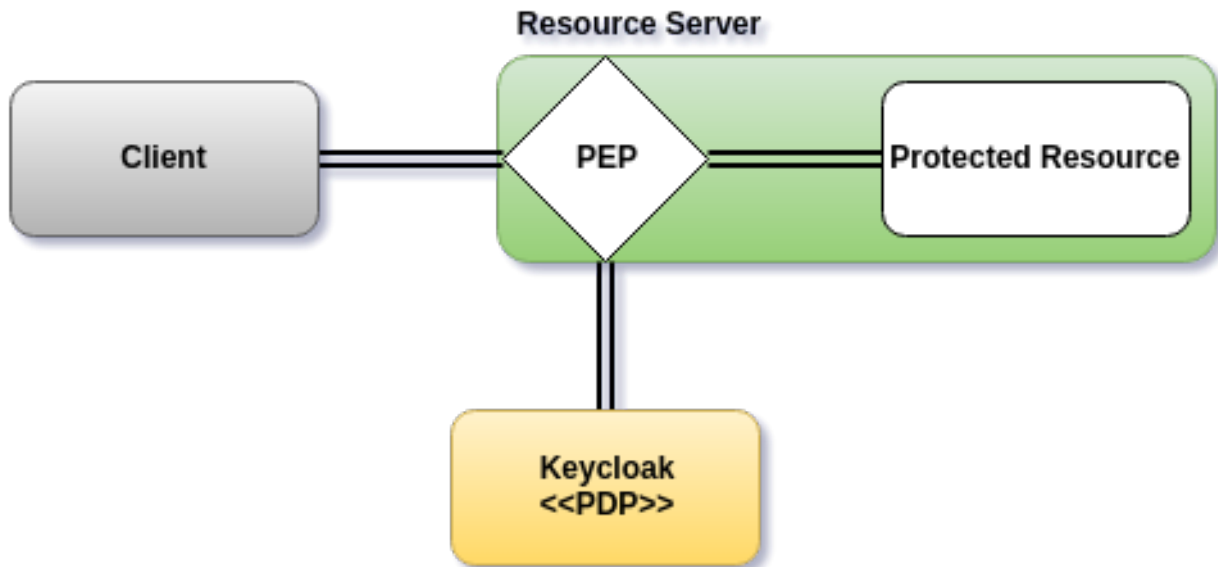 Resource Server
Client
PEP
Protected Resource
Keycloak
<<PDP>>